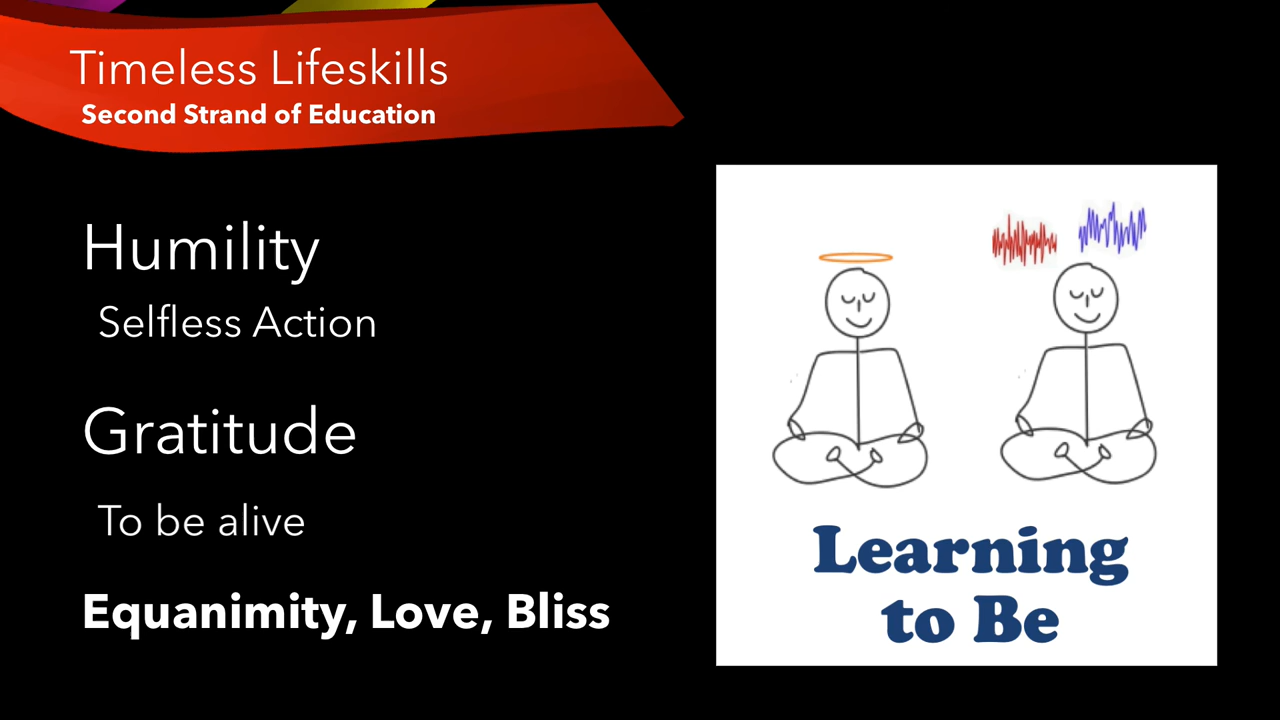 Timeless Lifeskills
Second Strand of Education
Humility
Selfless Action
Gratitude
To be alive
Equanimity, Love, Bliss
Learning
to Be